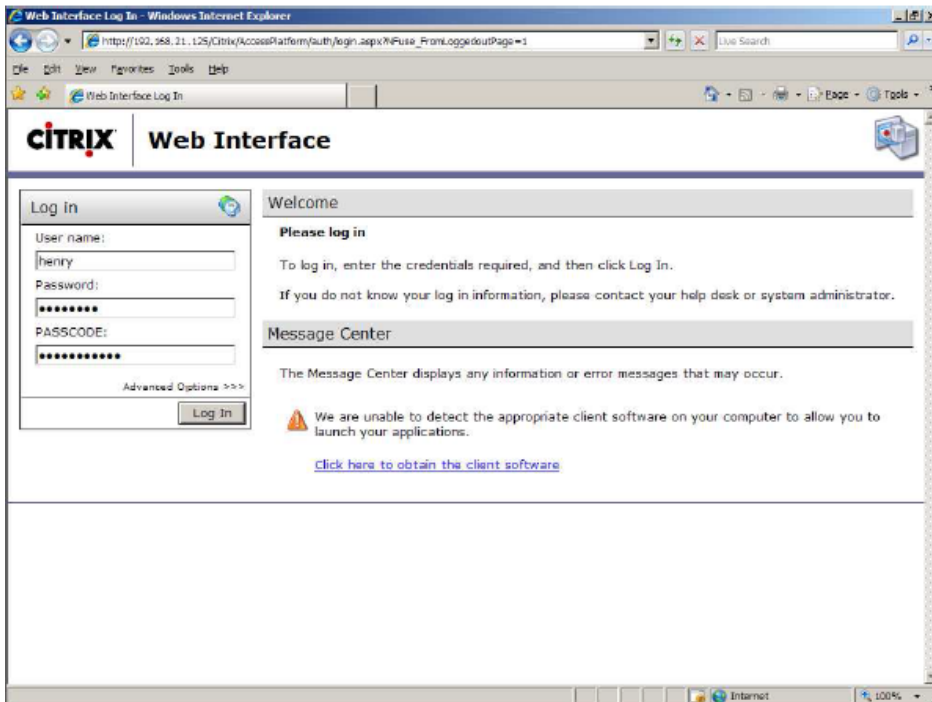 Web Interface Log In - Windows Internet Explorer
http://192.168.21.125/Citrix/AccessPlatform/auth/login.aspx?NFuse_FromLoggedoutPage=1
Live Search
File Edit View Favorites Tools Help
Web Interface Log In
Page
Tools
CITRIX
Web Interface
Log in
User name:
henry
Password:
PASSCODE:
Advanced Options >>>
Log In
Welcome
Please log in
To log in, enter the credentials required, and then click Log In.
If you do not know your log in information, please contact your help desk or system administrator.
Message Center
The Message Center displays any information or error messages that may occur.
We are unable to detect the appropriate client software on your computer to allow you to
launch your applications.
Click here to obtain the client software
Internet
100%